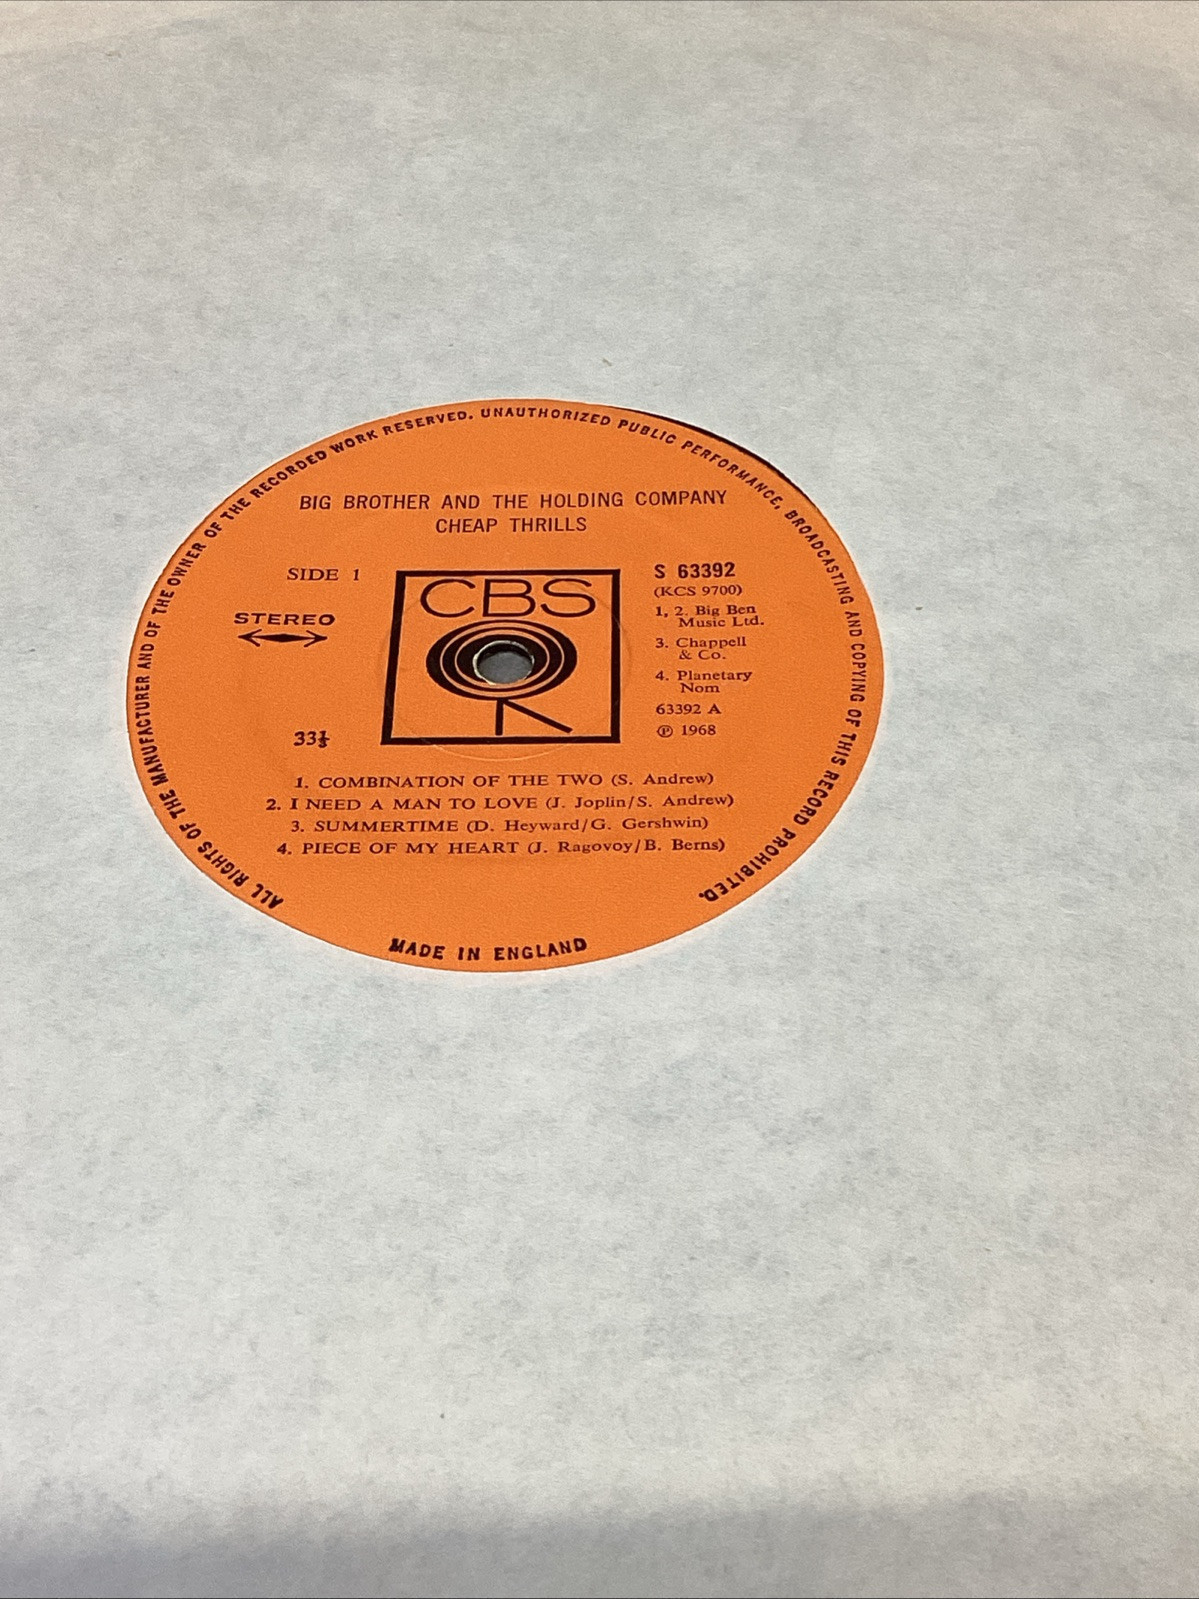 ALL RIGHTS OF THE MANUFACTURER AND OF THE OWNER OF THE RECORDED WORK RESERVED. UNAUTHORIZED PUBLIC PERFORMANCE, BROADCASTING AND COPYING OF THIS RECORD PROHIBITED.
BIG BROTHER AND THE HOLDING COMPANY
CHEAP THRILLS
SIDE 1
STEREO
33⅓
CBS
S 63392
(KCS 9700)
1, 2. Big Ben
Music Ltd.
3. Chappell
& Co.
4. Planetary
Nom
63392 A
℗ 1968
1. COMBINATION OF THE TWO (S. Andrew)
2. I NEED A MAN TO LOVE (J. Joplin/S. Andrew)
3. SUMMERTIME (D. Heyward/G. Gershwin)
4. PIECE OF MY HEART (J. Ragovoy/B. Berns)
MADE IN ENGLAND